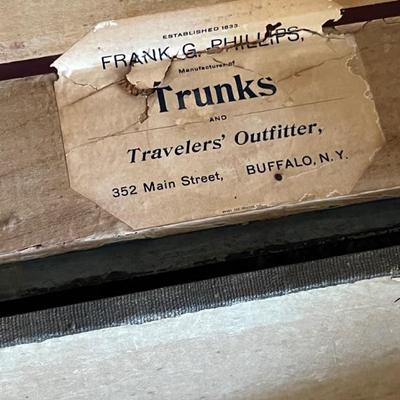 ESTABLISHED 1833
FRANK G. PHILLIPS,
Manufacturer of
Trunks
AND
Travelers' Outfitter,
352 Main Street, BUFFALO, N. Y.